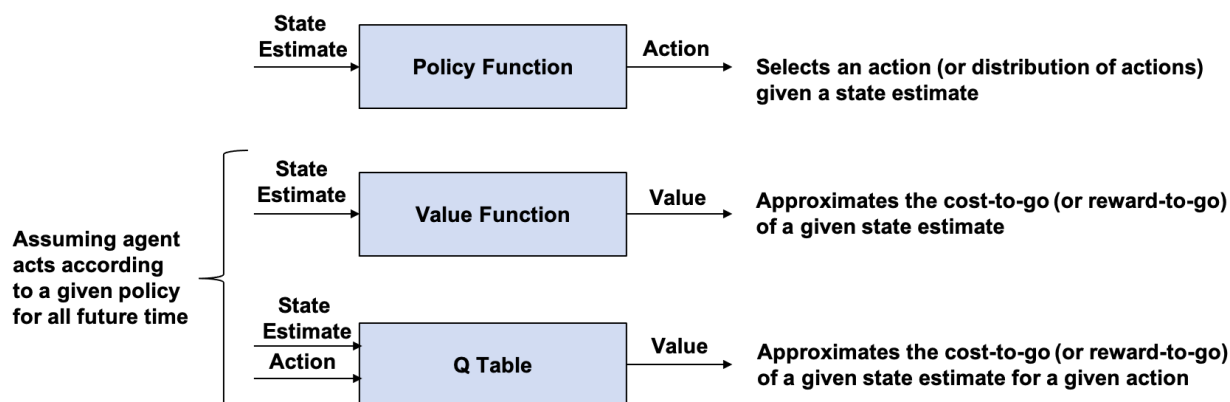 State
Estimate
Policy Function
Action
Selects an action (or distribution of actions)
given a state estimate
Assuming agent
acts according
to a given policy
for all future time
State
Estimate
Value Function
Value
Approximates the cost-to-go (or reward-to-go)
of a given state estimate
State
Estimate
Action
Q Table
Value
Approximates the cost-to-go (or reward-to-go)
of a given state estimate for a given action